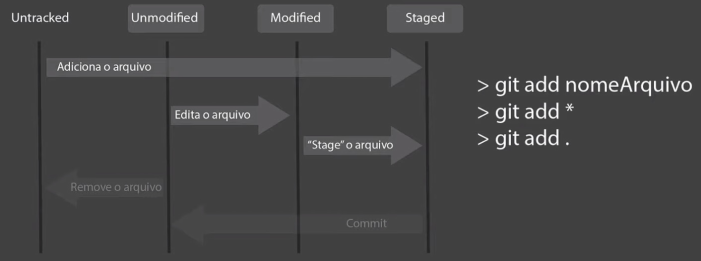 Untracked
Unmodified
Modified
Staged
Adiciona o arquivo
Edita o arquivo
"Stage" o arquivo
Remove o arquivo
Commit
> git add nomeArquivo
> git add *
> git add .